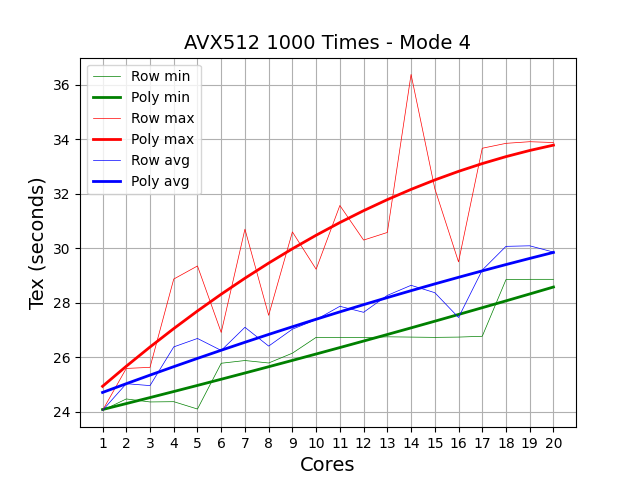 AVX512 1000 Times - Mode 4
Row min
Poly min
Row max
Poly max
Row avg
Poly avg
Tex (seconds)
36
34
32
30
28
26
24
1 2 3 4 5 6 7 8 9 10 11 12 13 14 15 16 17 18 19 20
Cores